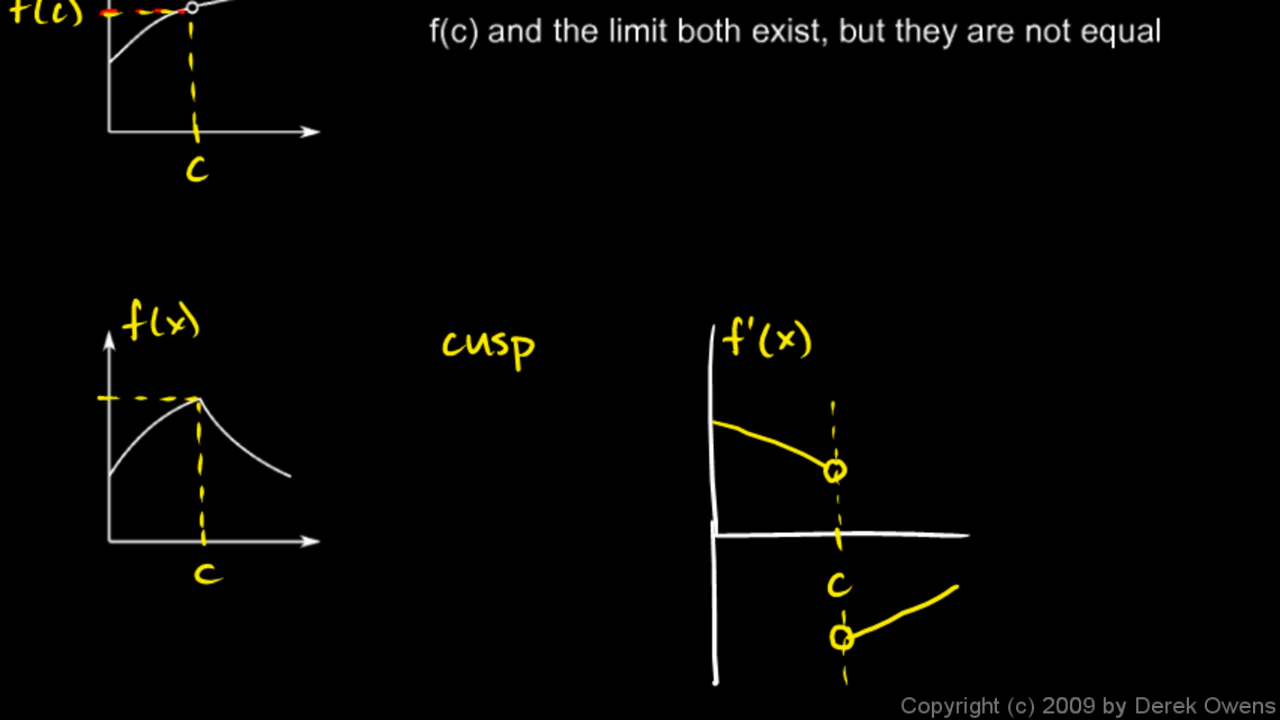 f(c)
f(c) and the limit both exist, but they are not equal
c
f(x)
cusp
f'(x)
c
c
Copyright (c) 2009 by Derek Owens